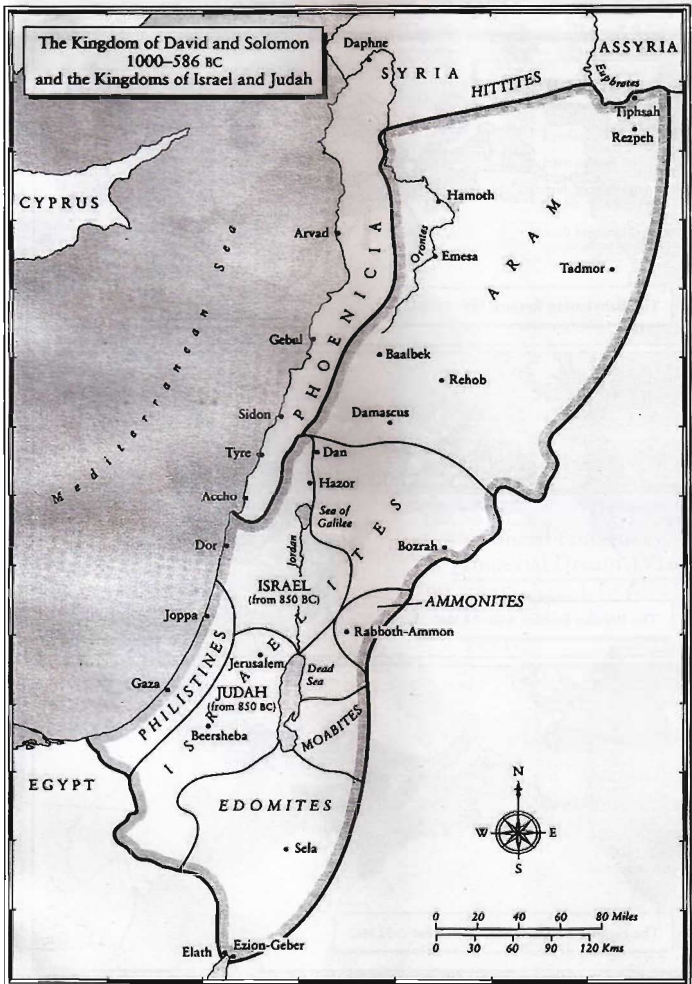 The Kingdom of David and Solomon
1000–586 BC
and the Kingdoms of Israel and Judah
Daphne
SYRIA
HITTITES
ASSYRIA
Euphrates
Tiphsah
Rezpeh
CYPRUS
Hamoth
Arvad
Orontes
Emesa
ARAM
Tadmor
Mediterranean Sea
PHOENICIA
Gebal
Baalbek
Rehob
Damascus
Sidon
Tyre
Dan
Hazor
Accho
Sea of
Galilee
Dor
Jordan
Bozrah
ISRAEL
(from 850 BC)
ISRAELITES
AMMONITES
Joppa
Rabboth-Ammon
PHILISTINES
Jerusalem
Dead
Sea
Gaza
JUDAH
(from 850 BC)
Beersheba
MOABITES
EGYPT
EDOMITES
Sela
N
W
E
S
0 20 40 60 80 Miles
0 30 60 90 120 Kms
Elath
Ezion-Geber